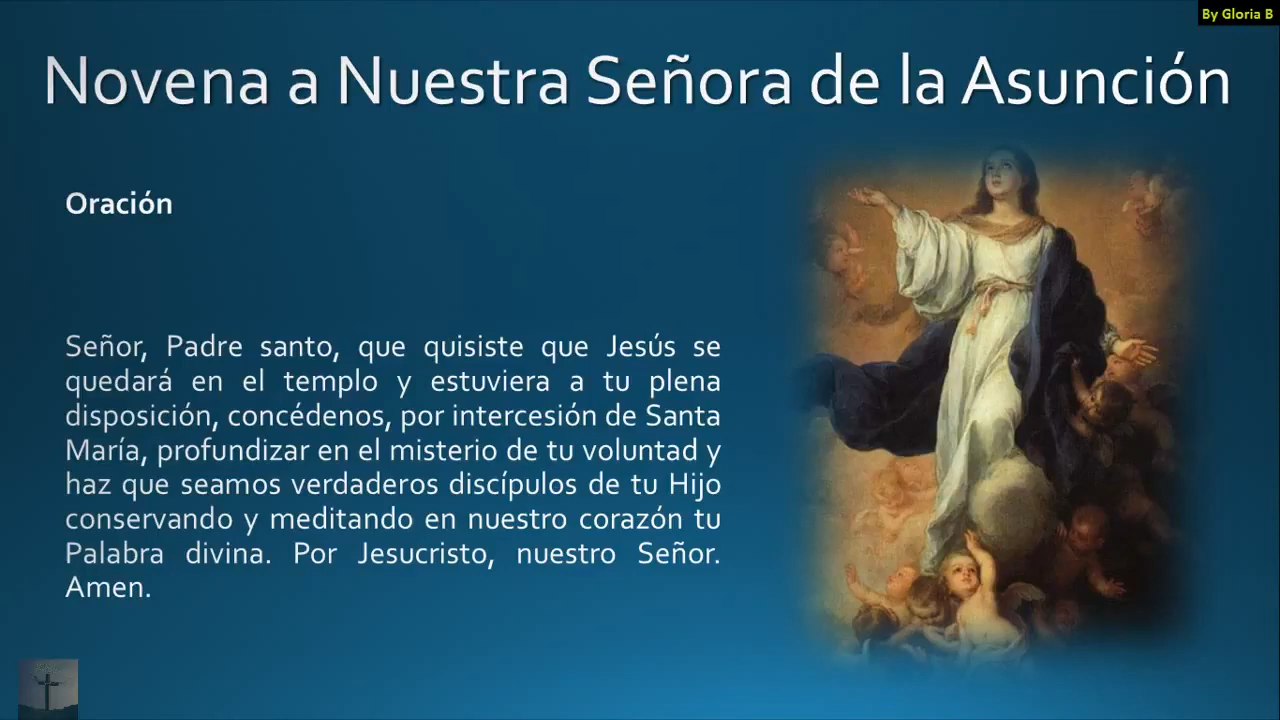 By Gloria B
Novena a Nuestra Señora de la Asunción
Oración
Señor, Padre santo, que quisiste que Jesús se
quedará en el templo y estuviera a tu plena
disposición, concédenos, por intercesión de Santa
María, profundizar en el misterio de tu voluntad y
haz que seamos verdaderos discípulos de tu Hijo
conservando y meditando en nuestro corazón tu
Palabra divina. Por Jesucristo, nuestro Señor.
Amen.